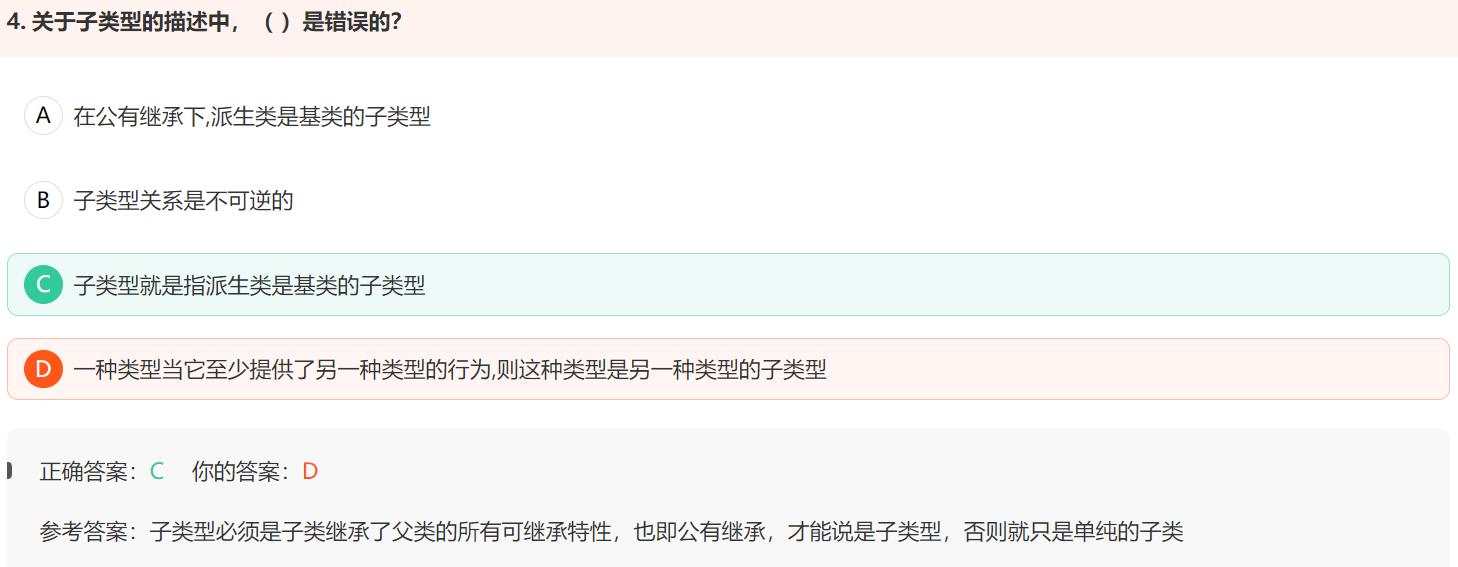 4. 关于子类型的描述中，（ ）是错误的？
A 在公有继承下,派生类是基类的子类型
B 子类型关系是不可逆的
C 子类型就是指派生类是基类的子类型
D 一种类型当它至少提供了另一种类型的行为,则这种类型是另一种类型的子类型
正确答案：C 你的答案：D
参考答案：子类型必须是子类继承了父类的所有可继承特性，也即公有继承，才能说是子类型，否则就只是单纯的子类